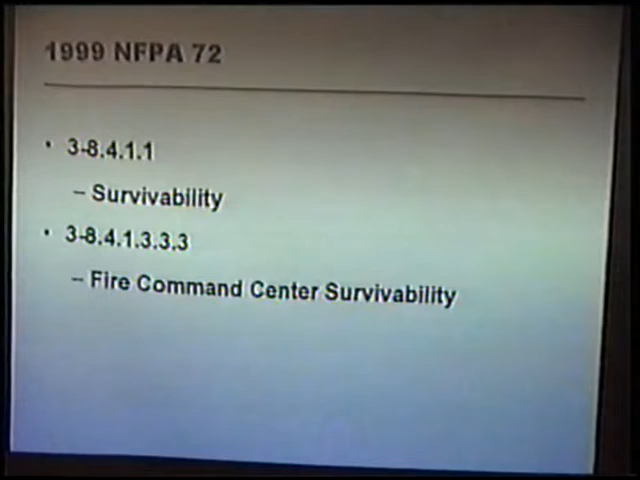 1999 NFPA 72
• 3-8.4.1.1
– Survivability
• 3-8.4.1.3.3.3
– Fire Command Center Survivability